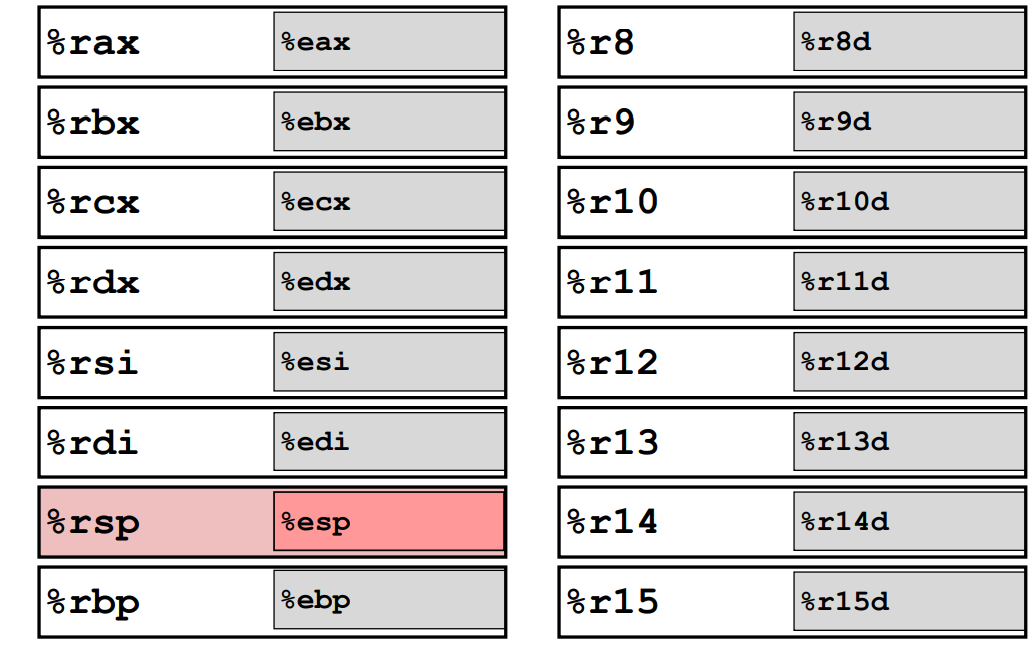 %rax %eax %r8 %r8d
%rbx %ebx %r9 %r9d
%rcx %ecx %r10 %r10d
%rdx %edx %r11 %r11d
%rsi %esi %r12 %r12d
%rdi %edi %r13 %r13d
%rsp %esp %r14 %r14d
%rbp %ebp %r15 %r15d